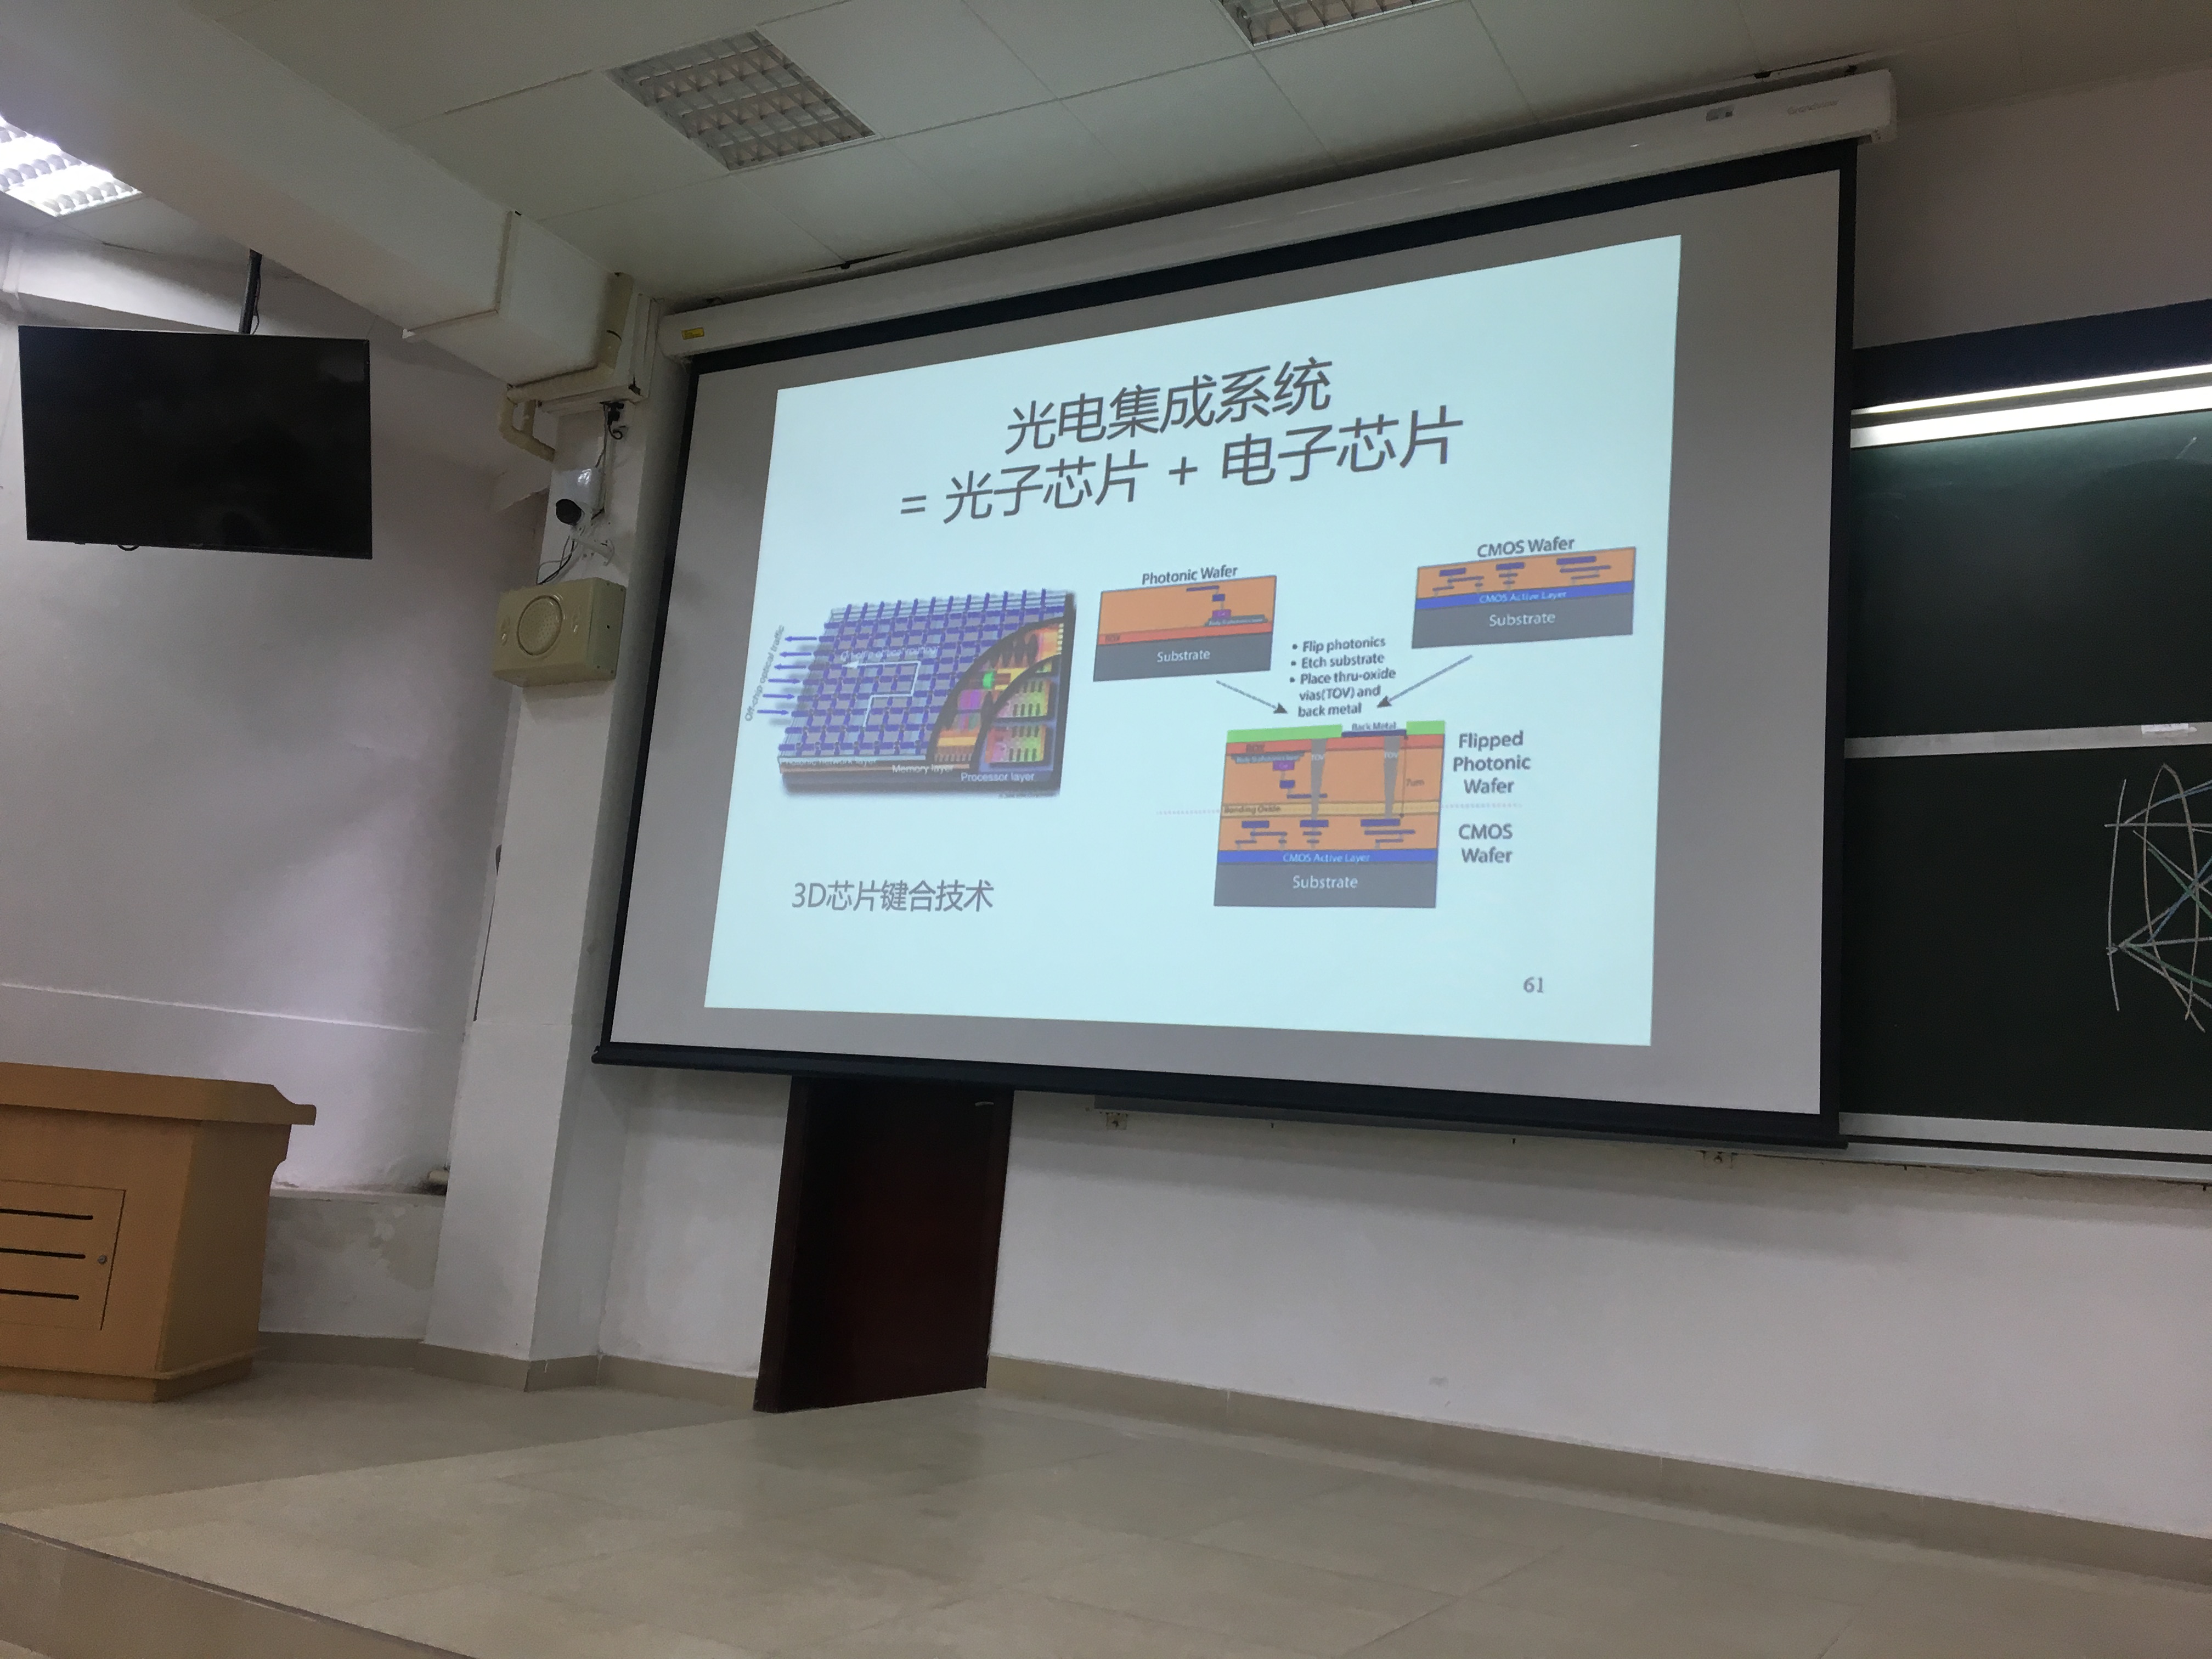 光电集成系统
= 光子芯片 + 电子芯片
Off-chip optical traffic
Memory layer
Processor layer
3D芯片键合技术
Photonic Wafer
BOX
Substrate
CMOS Wafer
CMOS Active Layer
Substrate
• Flip photonics
• Etch substrate
• Place thru-oxide
vias(TOV) and
back metal
Back Metal
BOX
TOV
TOV
7um
Bonding Oxide
CMOS Active Layer
Substrate
Flipped
Photonic
Wafer
CMOS
Wafer
61